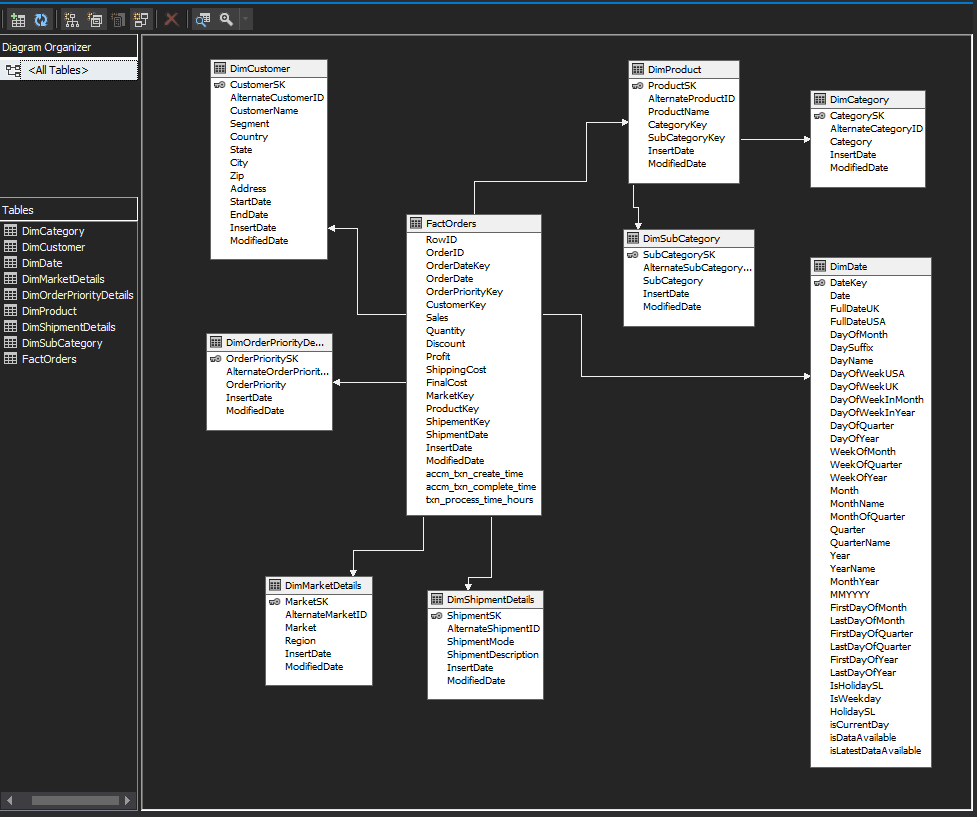 Diagram Organizer
<All Tables>
Tables
DimCategory
DimCustomer
DimDate
DimMarketDetails
DimOrderPriorityDetails
DimProduct
DimShipmentDetails
DimSubCategory
FactOrders
DimCustomer
CustomerSK
AlternateCustomerID
CustomerName
Segment
Country
State
City
Zip
Address
StartDate
EndDate
InsertDate
ModifiedDate
DimProduct
ProductSK
AlternateProductID
ProductName
CategoryKey
SubCategoryKey
InsertDate
ModifiedDate
DimCategory
CategorySK
AlternateCategoryID
Category
InsertDate
ModifiedDate
FactOrders
RowID
OrderID
OrderDateKey
OrderDate
OrderPriorityKey
CustomerKey
Sales
Quantity
Discount
Profit
ShippingCost
FinalCost
MarketKey
ProductKey
ShipementKey
ShipmentDate
InsertDate
ModifiedDate
accm_txn_create_time
accm_txn_complete_time
txn_process_time_hours
DimSubCategory
SubCategorySK
AlternateSubCategory...
SubCategory
InsertDate
ModifiedDate
DimDate
DateKey
Date
FullDateUK
FullDateUSA
DayOfMonth
DaySuffix
DayName
DayOfWeekUSA
DayOfWeekUK
DayOfWeekInMonth
DayOfWeekInYear
DayOfQuarter
DayOfYear
WeekOfMonth
WeekOfQuarter
WeekOfYear
Month
MonthName
MonthOfQuarter
Quarter
QuarterName
Year
YearName
MonthYear
MMYYYY
FirstDayOfMonth
LastDayOfMonth
FirstDayOfQuarter
LastDayOfQuarter
FirstDayOfYear
LastDayOfYear
IsHolidaySL
IsWeekday
HolidaySL
isCurrentDay
isDataAvailable
isLatestDataAvailable
DimOrderPriorityDe...
OrderPrioritySK
AlternateOrderPriorit...
OrderPriority
InsertDate
ModifiedDate
DimMarketDetails
MarketSK
AlternateMarketID
Market
Region
InsertDate
ModifiedDate
DimShipmentDetails
ShipmentSK
AlternateShipmentID
ShipmentMode
ShipmentDescription
InsertDate
ModifiedDate